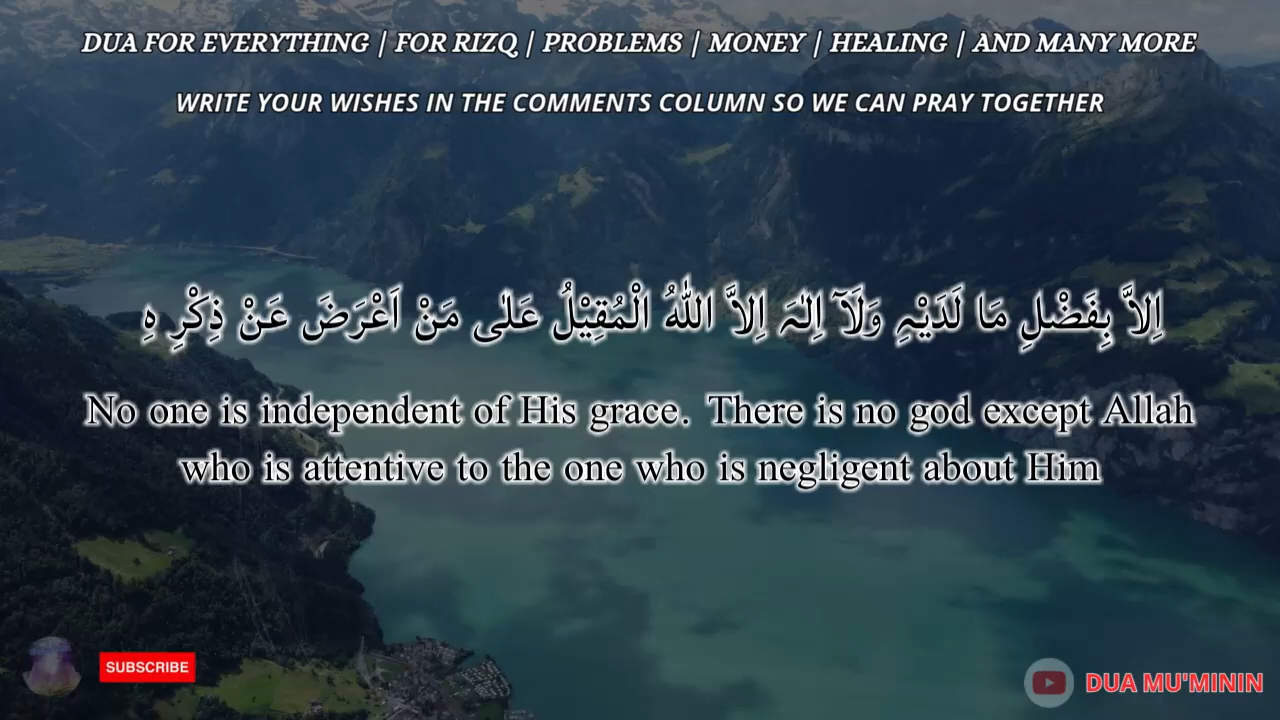 DUA FOR EVERYTHING | FOR RIZQ | PROBLEMS | MONEY | HEALING | AND MANY MORE
WRITE YOUR WISHES IN THE COMMENTS COLUMN SO WE CAN PRAY TOGETHER
اِلاَّ بِفَضْلِ مَا لَدَيْہِ وَلَآ اِلٰہَ اِلاَّ اللّٰهُ الْمُقِيْلُ عَلٰى مَنْ اَعْرَضَ عَنْ ذِكْرِ ہِ
No one is independent of His grace. There is no god except Allah
who is attentive to the one who is negligent about Him
SUBSCRIBE
DUA MU'MININ